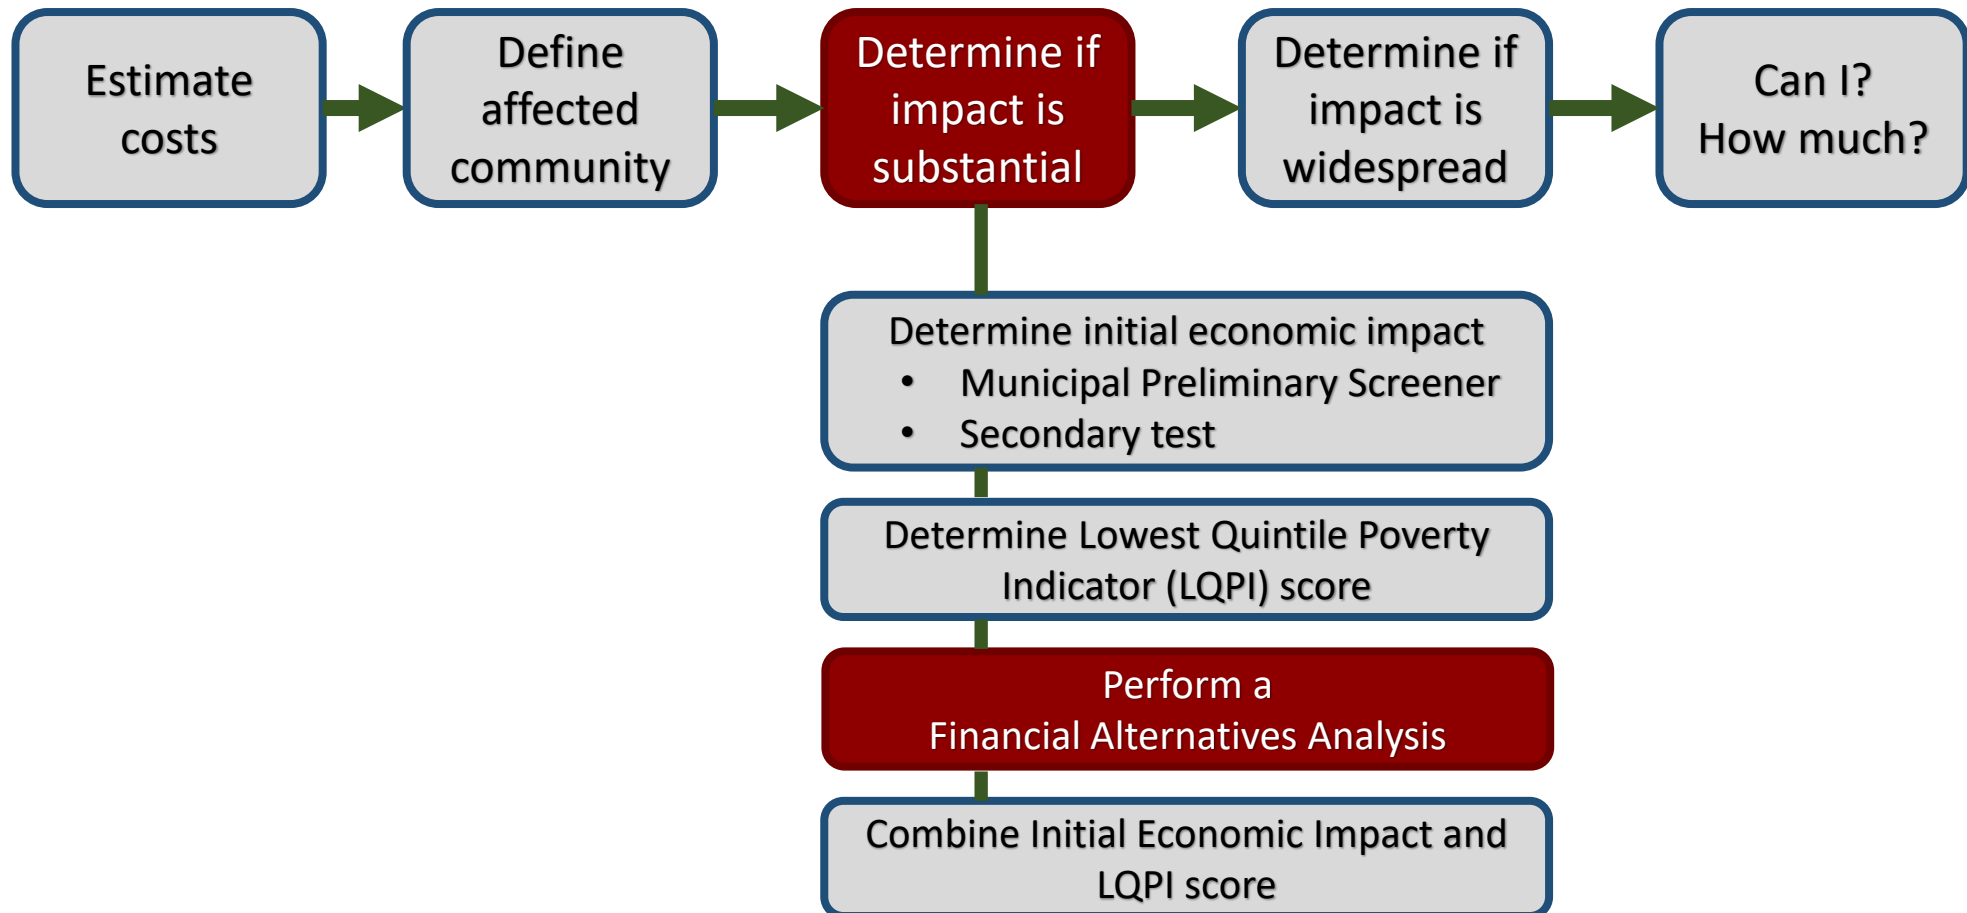 Estimate
costs
Define
affected
community
Determine if
impact is
substantial
Determine if
impact is
widespread
Can I?
How much?
Determine initial economic impact
• Municipal Preliminary Screener
• Secondary test
Determine Lowest Quintile Poverty
Indicator (LQPI) score
Perform a
Financial Alternatives Analysis
Combine Initial Economic Impact and
LQPI score